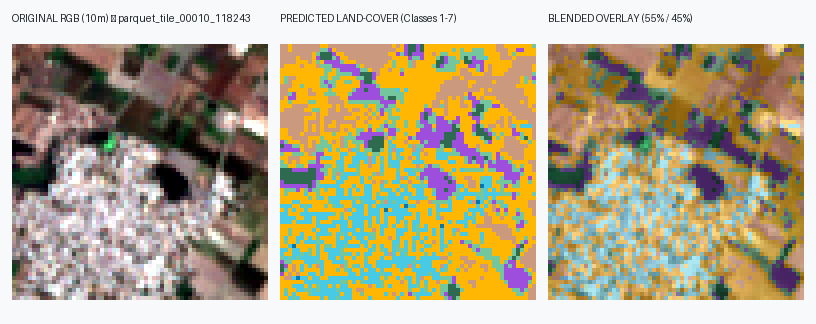 ORIGINAL RGB (10m) ▯ parquet_tile_00010_118243
PREDICTED LAND-COVER (Classes 1-7)
BLENDED OVERLAY (55% / 45%)